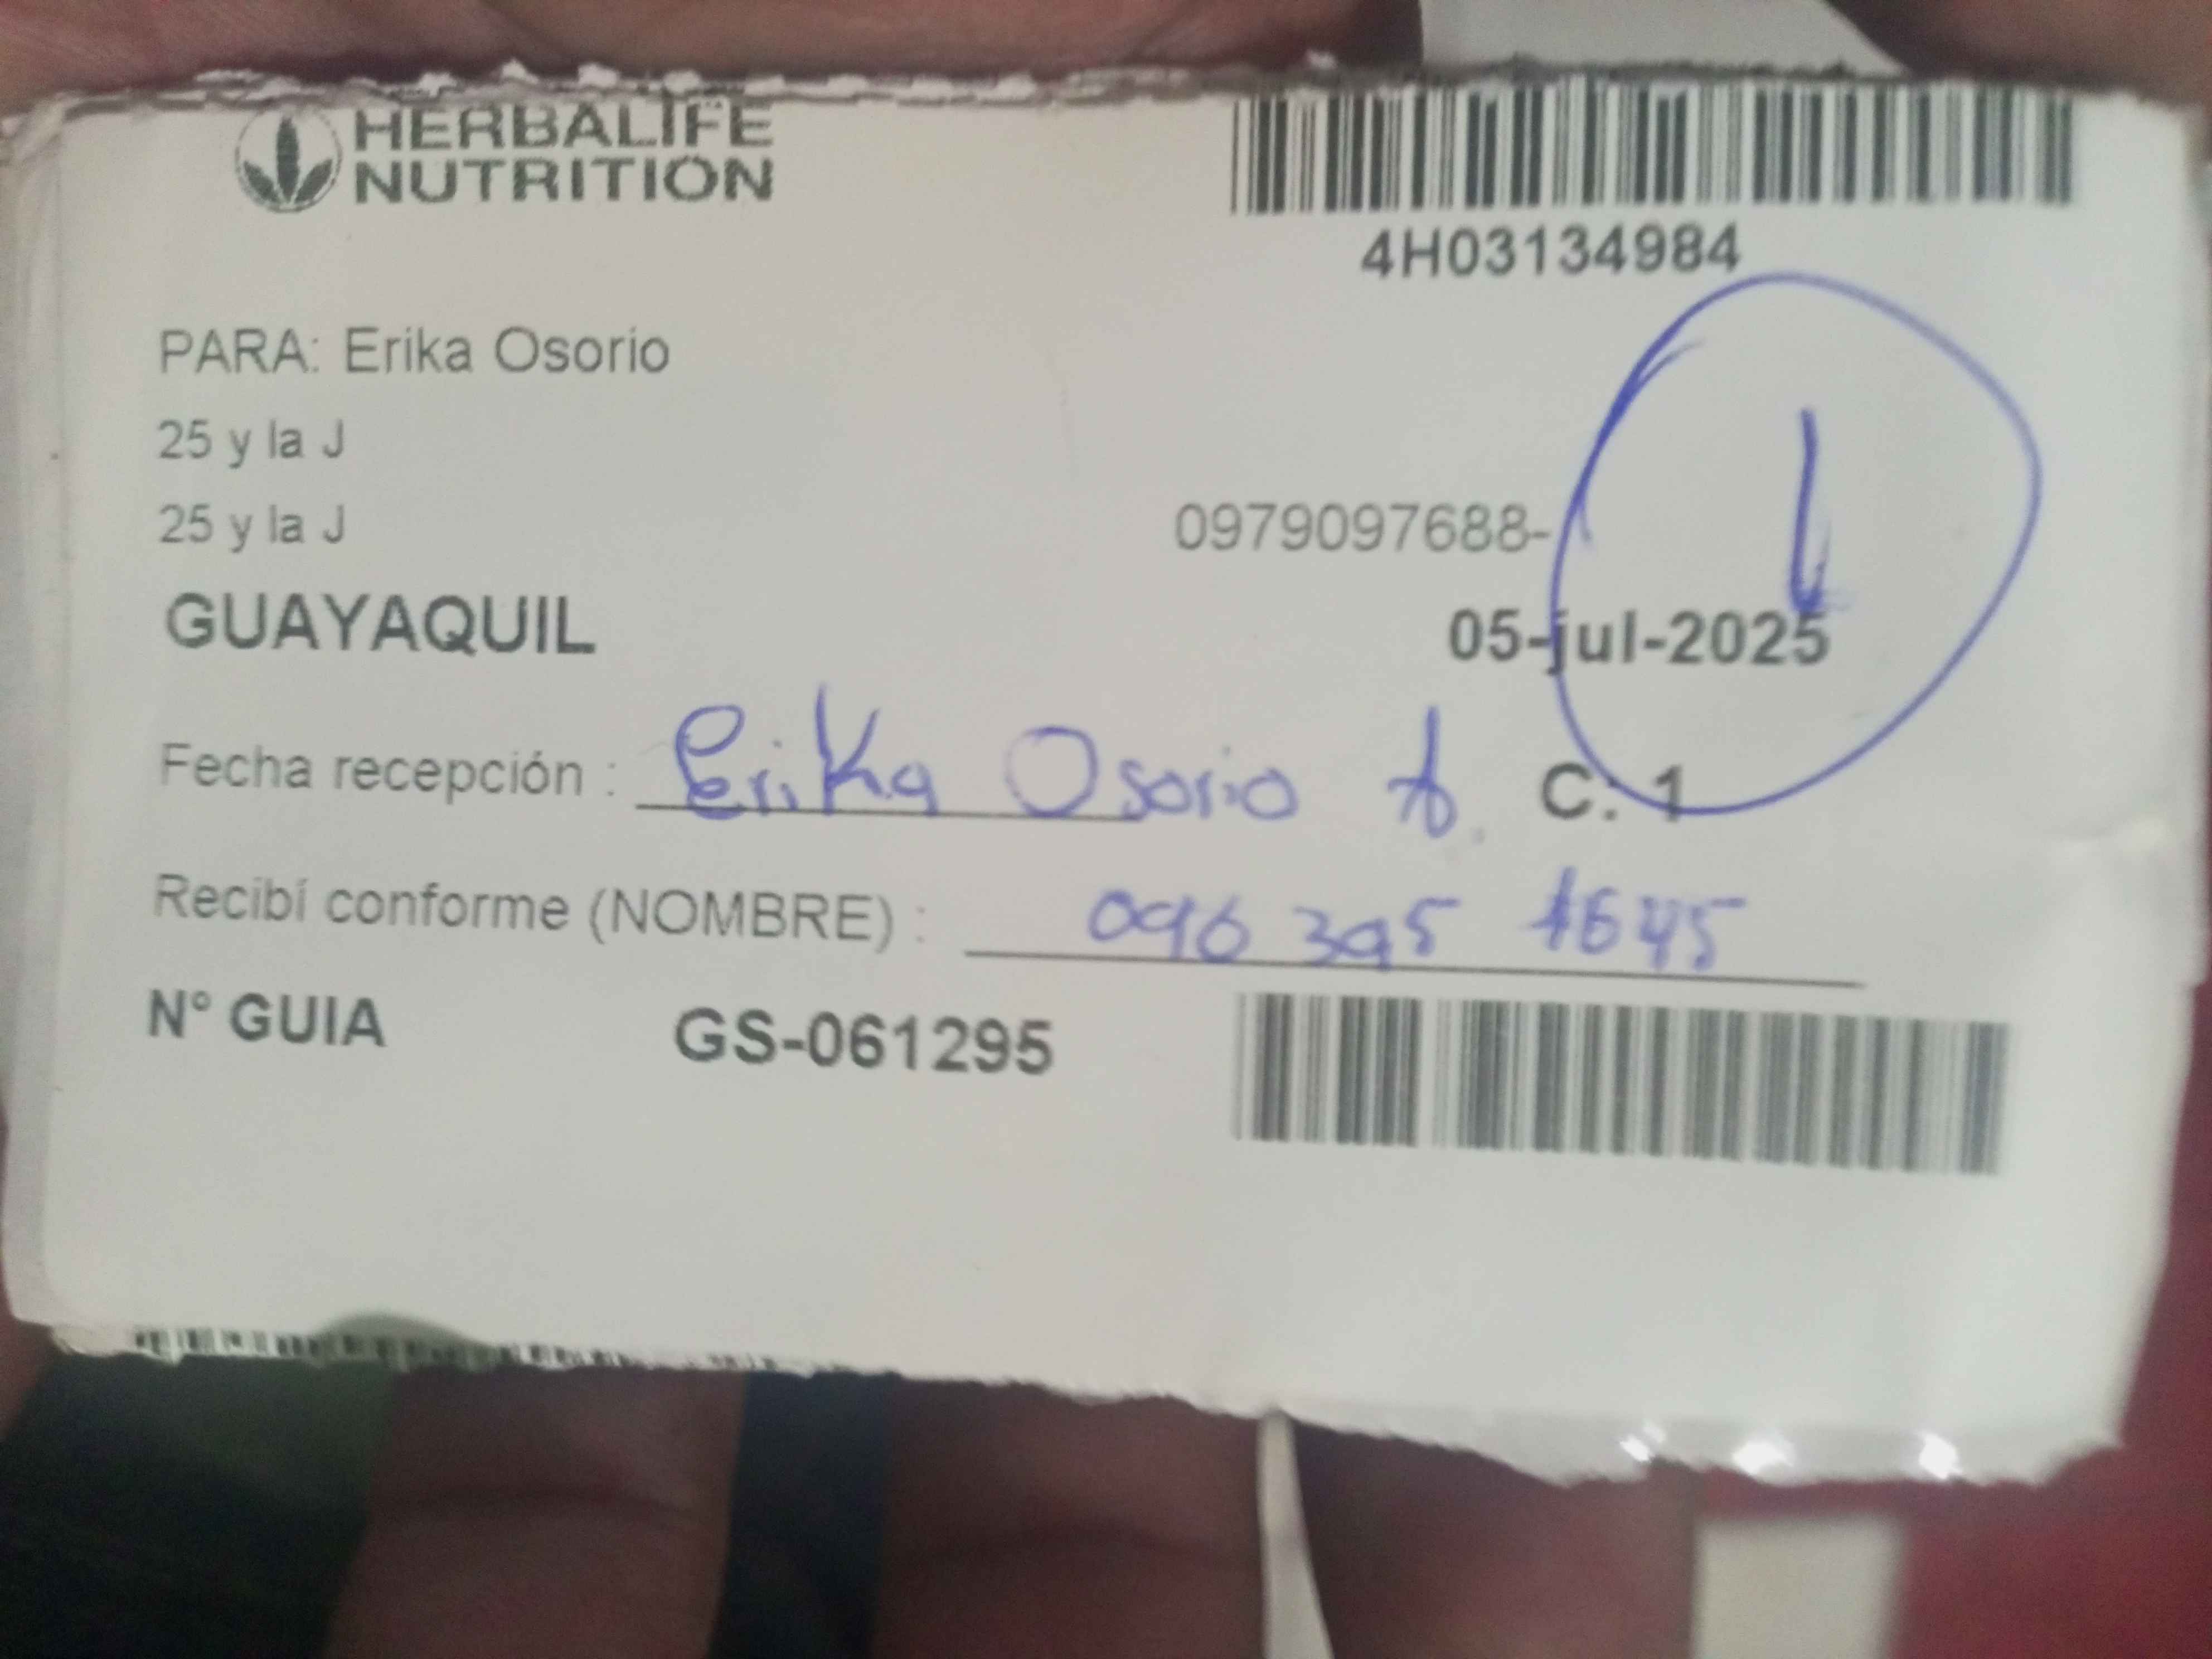 HERBALIFE
NUTRITION
4H03134984
PARA: Erika Osorio
25 y la J
25 y la J
0979097688-
1
GUAYAQUIL
05-jul-2025
Fecha recepción : Erika Osorio A. C: 1
Recibí conforme (NOMBRE) : 096 395 1645
N° GUIA GS-061295